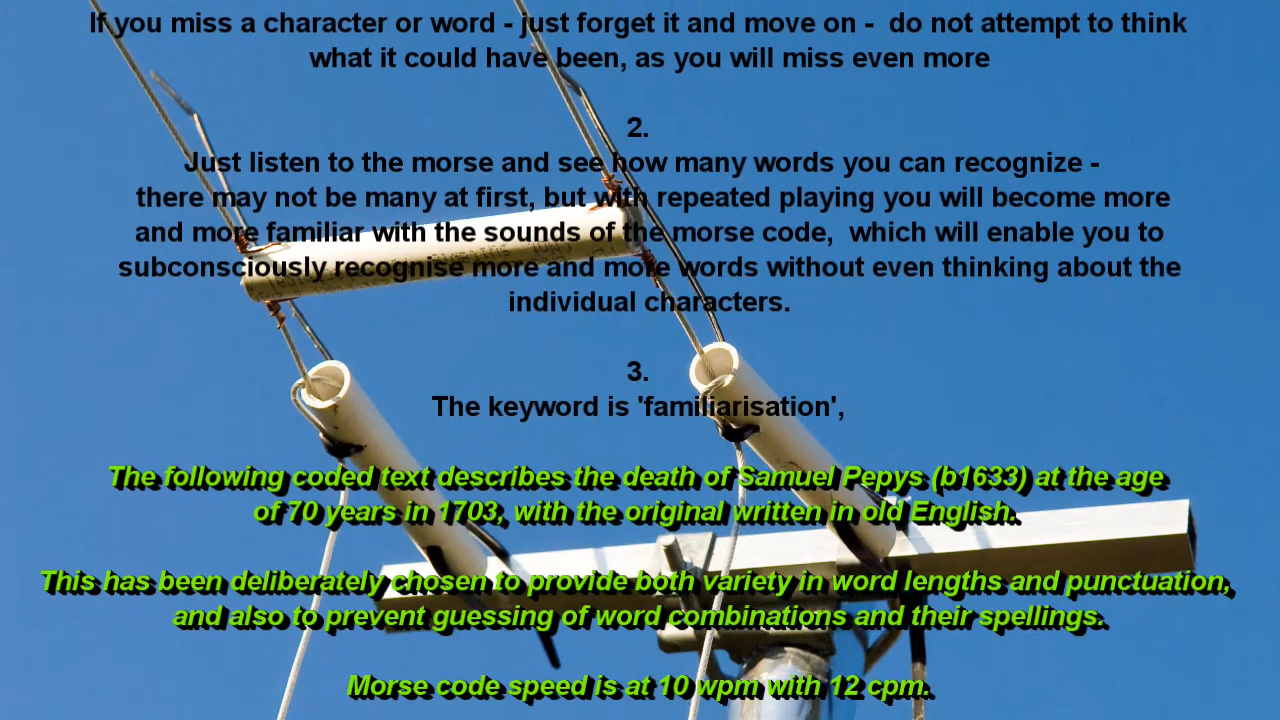 If you miss a character or word - just forget it and move on - do not attempt to think
what it could have been, as you will miss even more
2.
Just listen to the morse and see how many words you can recognize -
there may not be many at first, but with repeated playing you will become more
and more familiar with the sounds of the morse code, which will enable you to
subconsciously recognise more and more words without even thinking about the
individual characters.
3.
The keyword is 'familiarisation',
The following coded text describes the death of Samuel Pepys (b1633) at the age
of 70 years in 1703, with the original written in old English.
This has been deliberately chosen to provide both variety in word lengths and punctuation,
and also to prevent guessing of word combinations and their spellings.
Morse code speed is at 10 wpm with 12 cpm.